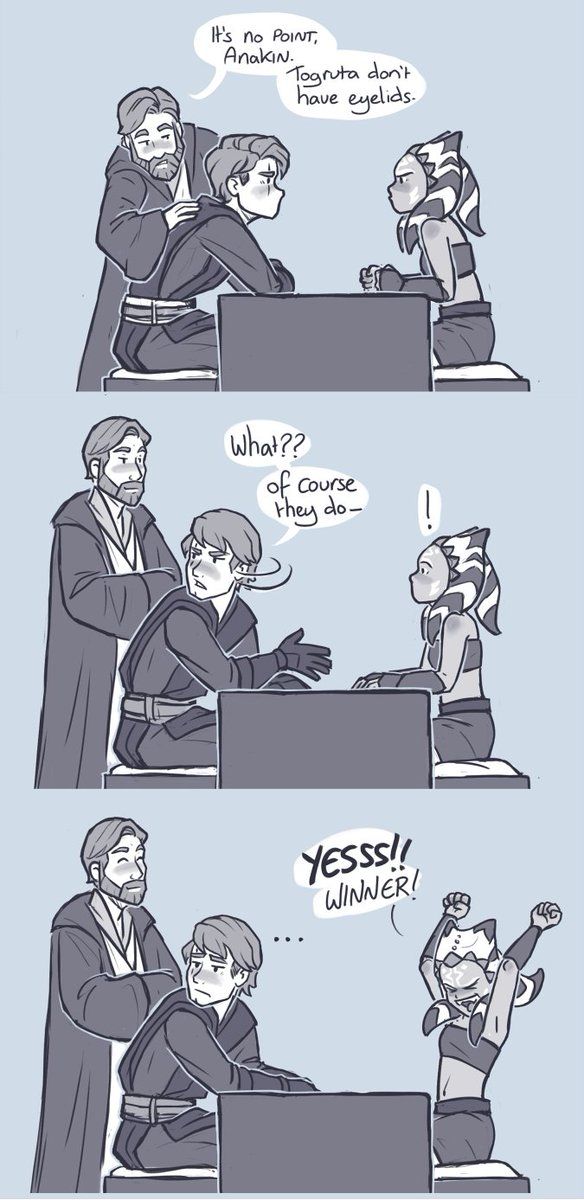 It's no POINT,
ANAKIN.
Togruta don't
have eyelids.
What??
of course
they do—
!
...
YESSS!!
WINNER!